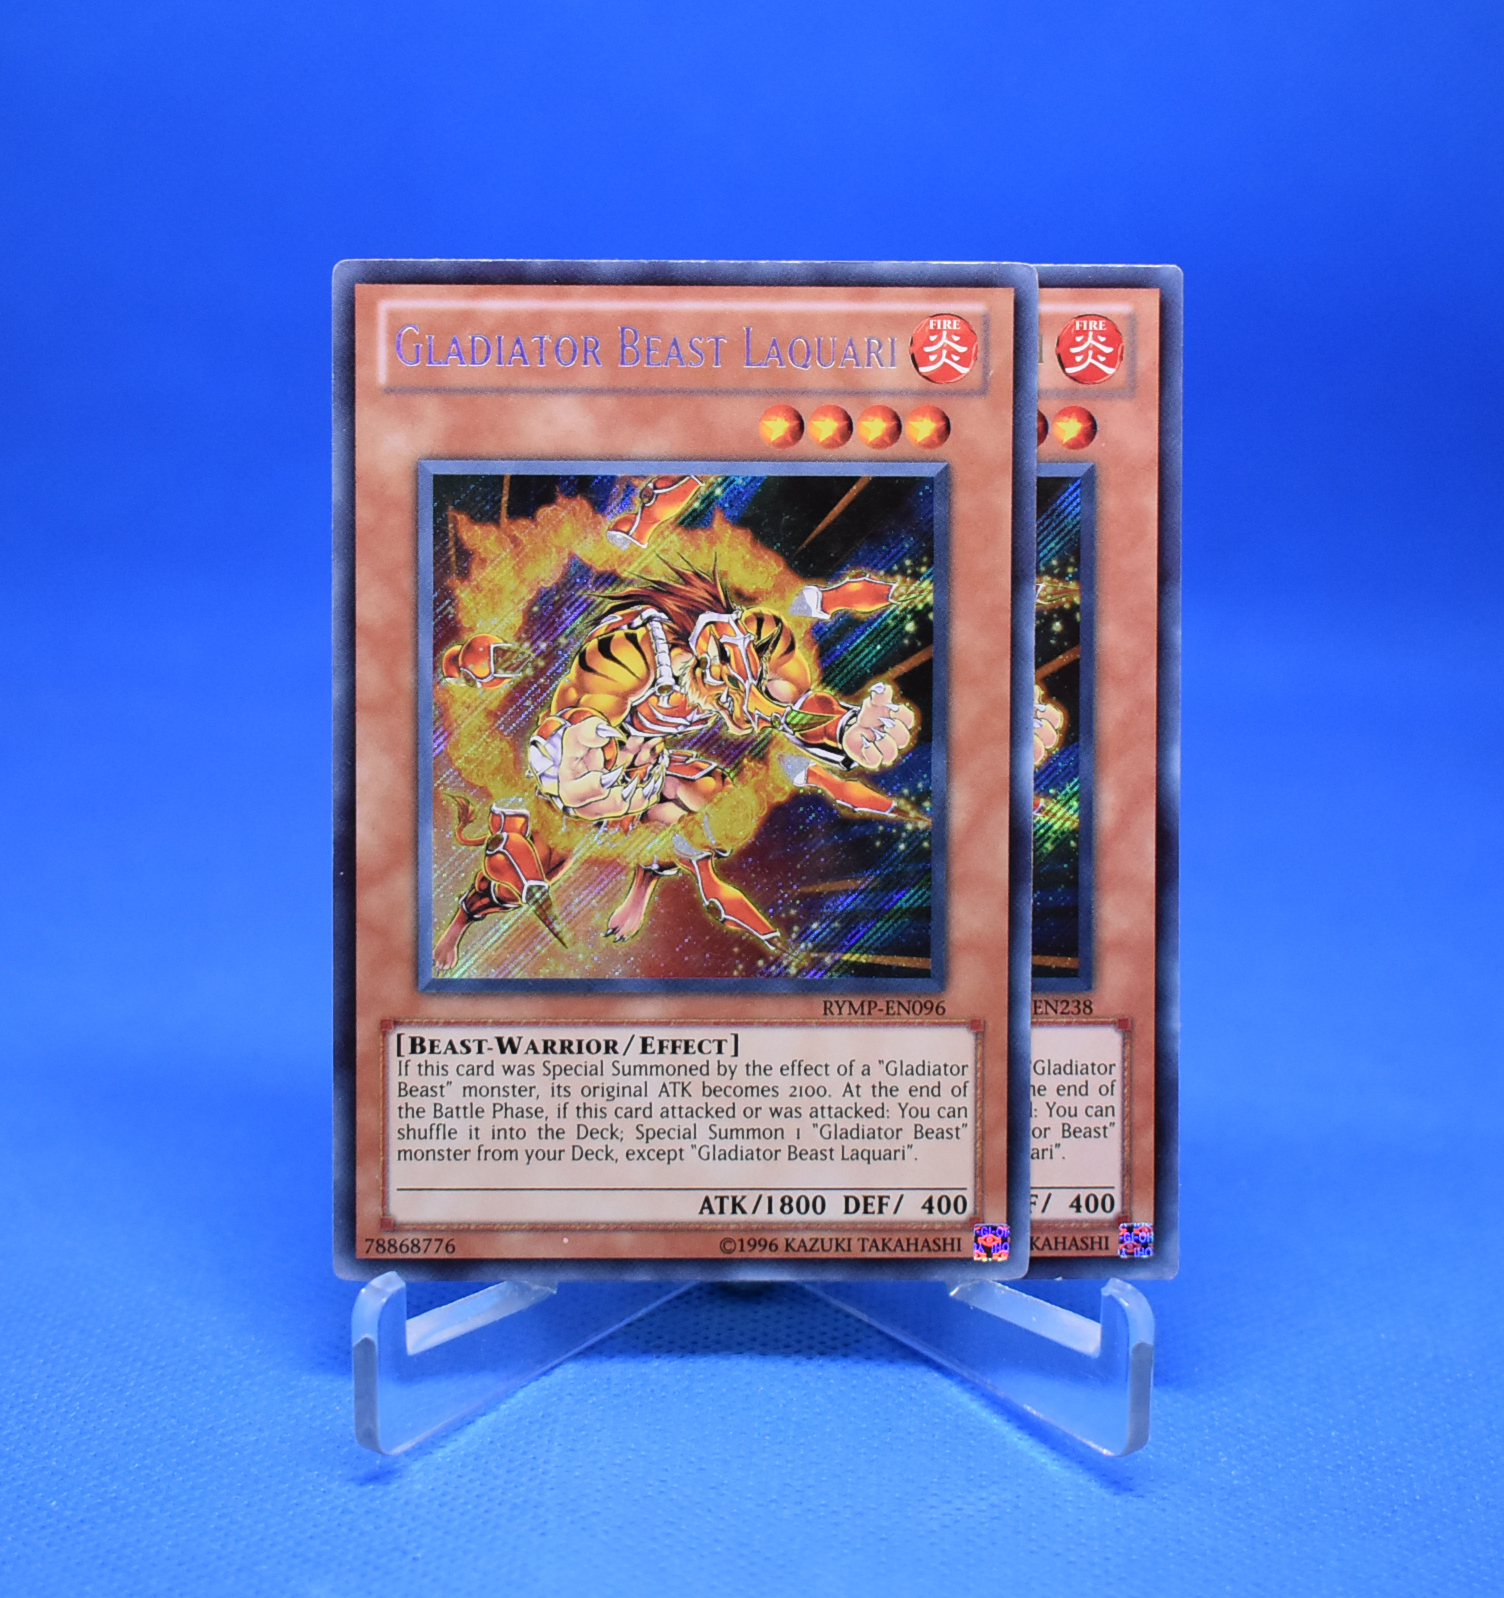 GLADIATOR BEAST LAQUARI
FIRE
炎
RYMP-EN096
[BEAST-WARRIOR/EFFECT]
If this card was Special Summoned by the effect of a "Gladiator
Beast" monster, its original ATK becomes 2100. At the end of
the Battle Phase, if this card attacked or was attacked: You can
shuffle it into the Deck; Special Summon 1 "Gladiator Beast"
monster from your Deck, except "Gladiator Beast Laquari".
ATK/1800 DEF/ 400
78868776
©1996 KAZUKI TAKAHASHI
I
FIRE
炎
EN238
Gladiator
end of
You can
or Beast"
ari".
/ 400
KAHASHI